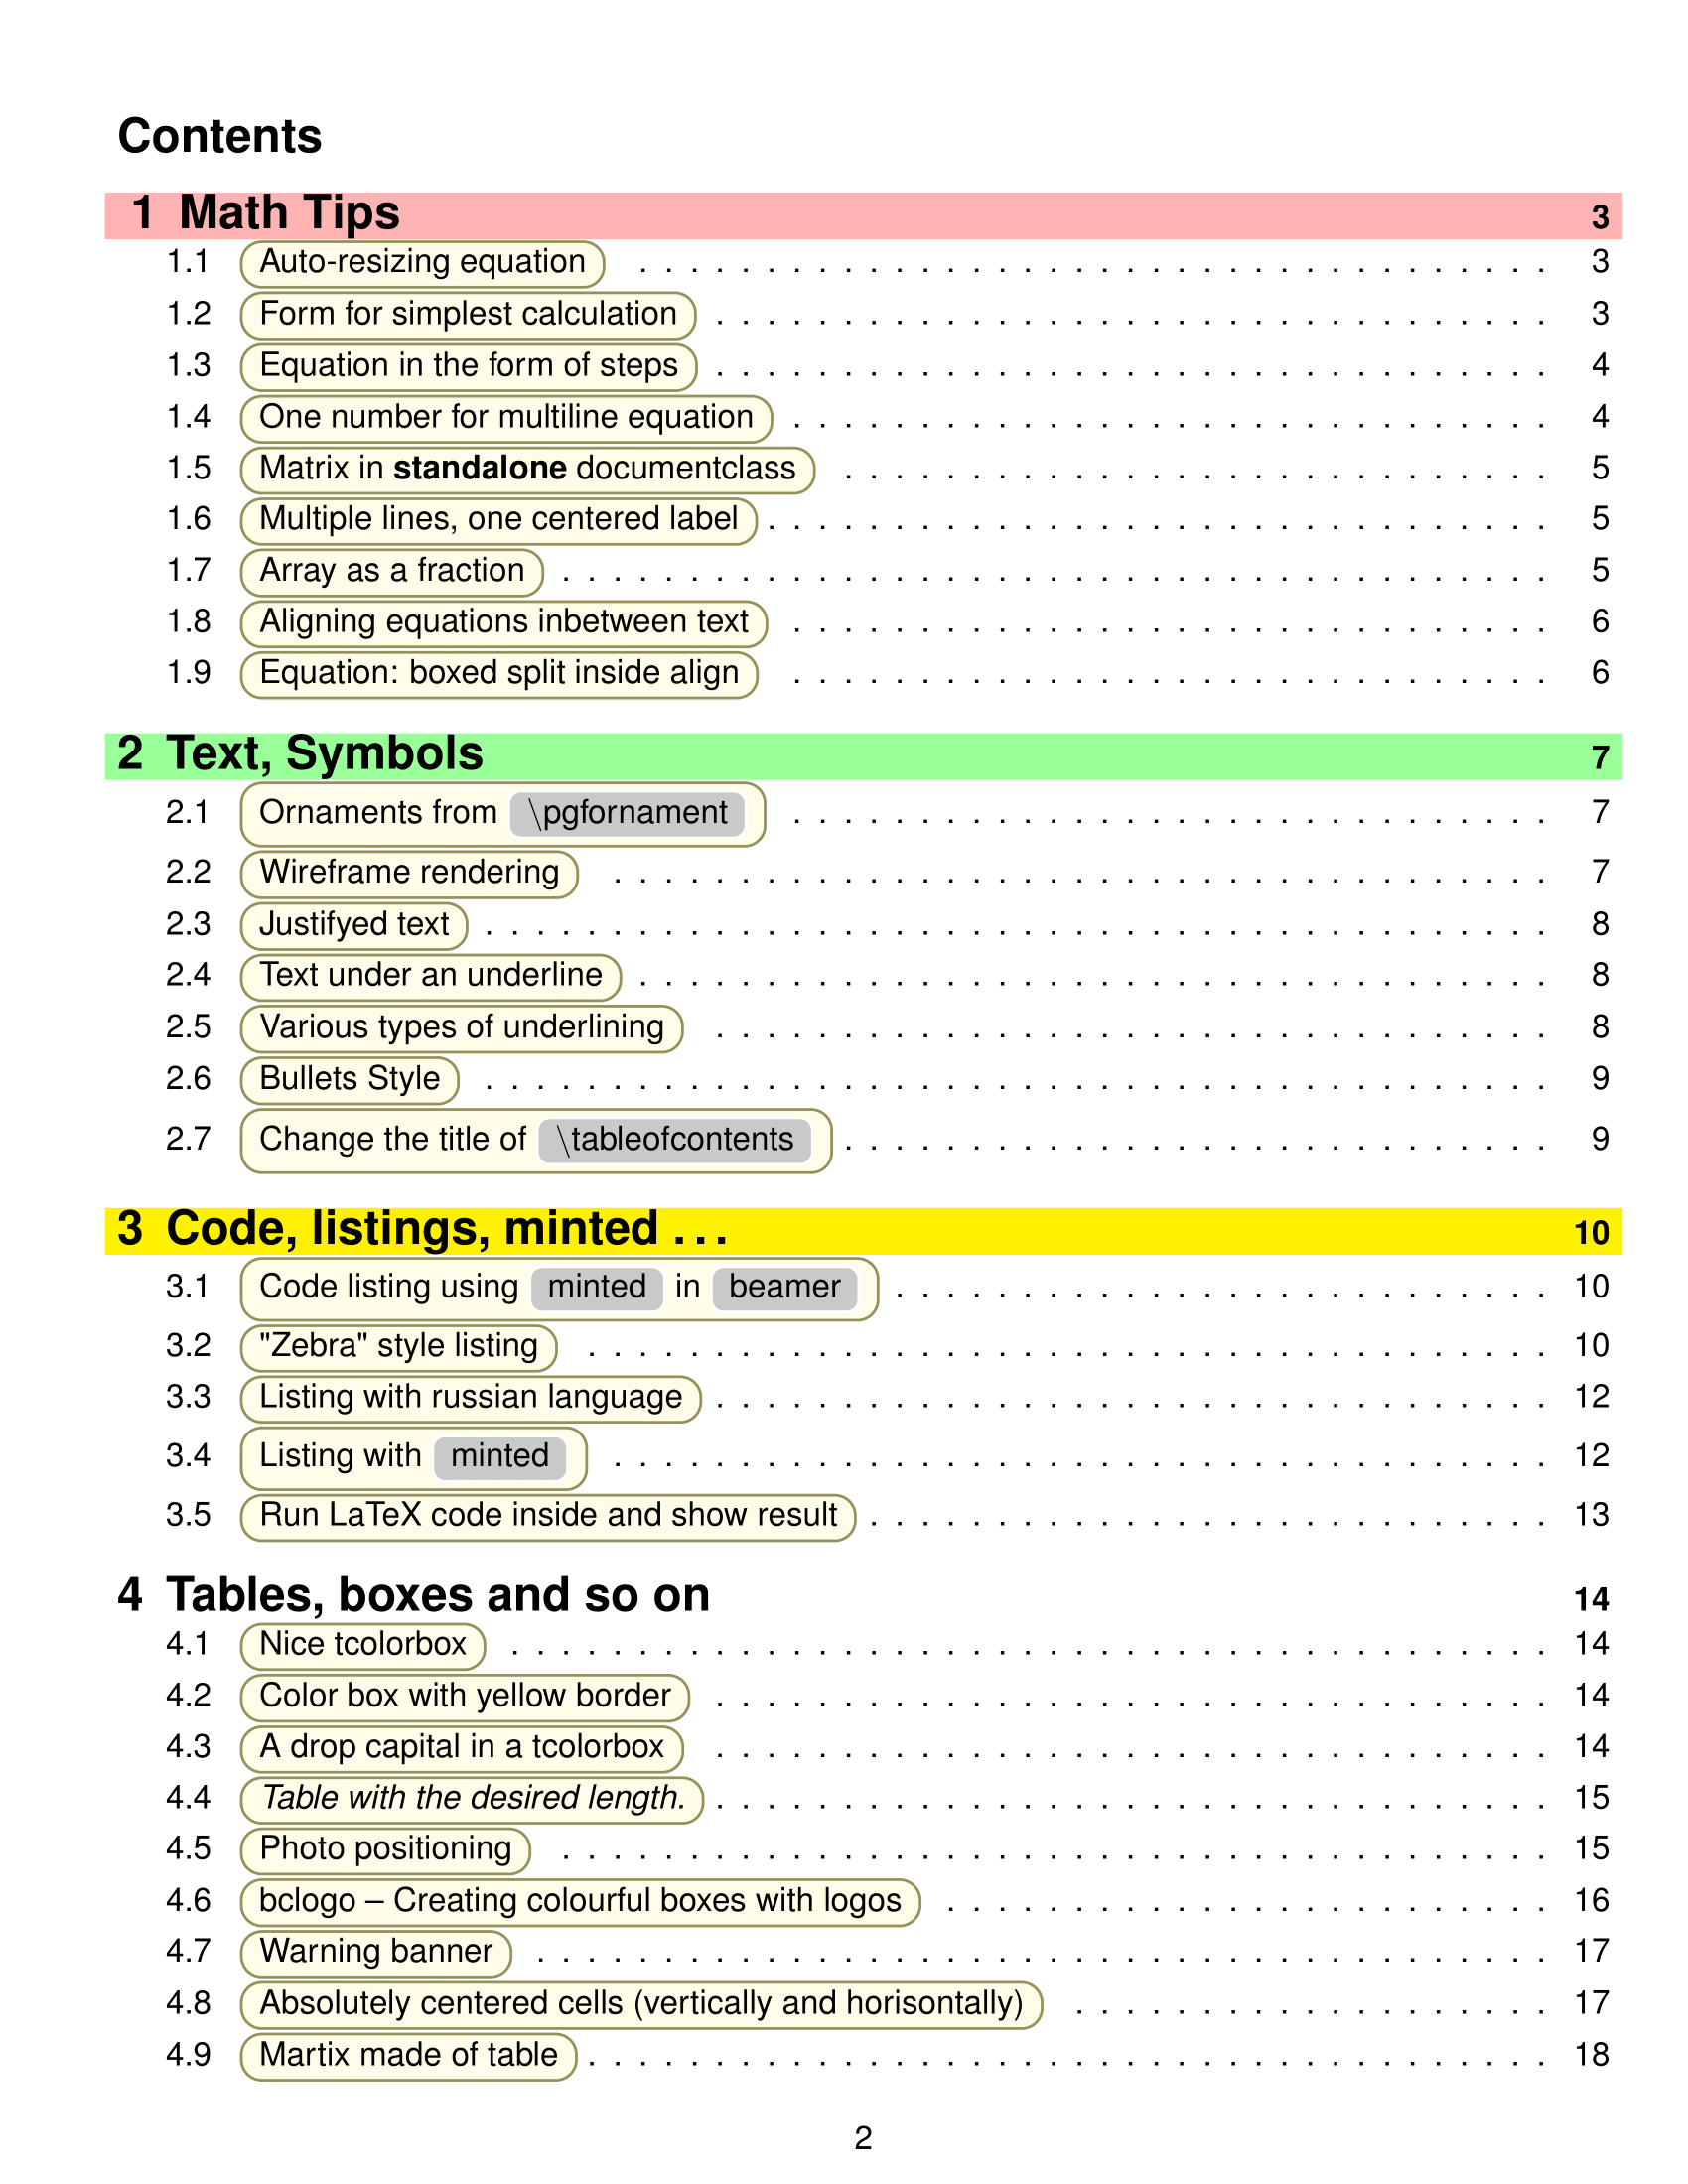 Contents
1 Math Tips 3
1.1 Auto-resizing equation . . . . . . . . . . . . . . . . . . . . . . . . . . . . . . . . . . . . 3
1.2 Form for simplest calculation . . . . . . . . . . . . . . . . . . . . . . . . . . . . . . . . . 3
1.3 Equation in the form of steps . . . . . . . . . . . . . . . . . . . . . . . . . . . . . . . . . 4
1.4 One number for multiline equation . . . . . . . . . . . . . . . . . . . . . . . . . . . . . . 4
1.5 Matrix in standalone documentclass . . . . . . . . . . . . . . . . . . . . . . . . . . . . 5
1.6 Multiple lines, one centered label . . . . . . . . . . . . . . . . . . . . . . . . . . . . . . . 5
1.7 Array as a fraction . . . . . . . . . . . . . . . . . . . . . . . . . . . . . . . . . . . . . . . 5
1.8 Aligning equations inbetween text . . . . . . . . . . . . . . . . . . . . . . . . . . . . . . 6
1.9 Equation: boxed split inside align . . . . . . . . . . . . . . . . . . . . . . . . . . . . . . 6
2 Text, Symbols 7
2.1 Ornaments from \pgfornament . . . . . . . . . . . . . . . . . . . . . . . . . . . . . . 7
2.2 Wireframe rendering . . . . . . . . . . . . . . . . . . . . . . . . . . . . . . . . . . . . . 7
2.3 Justifyed text . . . . . . . . . . . . . . . . . . . . . . . . . . . . . . . . . . . . . . . . . . 8
2.4 Text under an underline . . . . . . . . . . . . . . . . . . . . . . . . . . . . . . . . . . . . 8
2.5 Various types of underlining . . . . . . . . . . . . . . . . . . . . . . . . . . . . . . . . . 8
2.6 Bullets Style . . . . . . . . . . . . . . . . . . . . . . . . . . . . . . . . . . . . . . . . . . 9
2.7 Change the title of \tableofcontents . . . . . . . . . . . . . . . . . . . . . . . . . . . . 9
3 Code, listings, minted . . . 10
3.1 Code listing using minted in beamer . . . . . . . . . . . . . . . . . . . . . . . . . . 10
3.2 "Zebra" style listing . . . . . . . . . . . . . . . . . . . . . . . . . . . . . . . . . . . . . . 10
3.3 Listing with russian language . . . . . . . . . . . . . . . . . . . . . . . . . . . . . . . . . 12
3.4 Listing with minted . . . . . . . . . . . . . . . . . . . . . . . . . . . . . . . . . . . . . 12
3.5 Run LaTeX code inside and show result . . . . . . . . . . . . . . . . . . . . . . . . . . . 13
4 Tables, boxes and so on 14
4.1 Nice tcolorbox . . . . . . . . . . . . . . . . . . . . . . . . . . . . . . . . . . . . . . . . . 14
4.2 Color box with yellow border . . . . . . . . . . . . . . . . . . . . . . . . . . . . . . . . . 14
4.3 A drop capital in a tcolorbox . . . . . . . . . . . . . . . . . . . . . . . . . . . . . . . . . 14
4.4 Table with the desired length. . . . . . . . . . . . . . . . . . . . . . . . . . . . . . . . . . 15
4.5 Photo positioning . . . . . . . . . . . . . . . . . . . . . . . . . . . . . . . . . . . . . . . 15
4.6 bclogo – Creating colourful boxes with logos . . . . . . . . . . . . . . . . . . . . . . . . 16
4.7 Warning banner . . . . . . . . . . . . . . . . . . . . . . . . . . . . . . . . . . . . . . . . 17
4.8 Absolutely centered cells (vertically and horisontally) . . . . . . . . . . . . . . . . . . . 17
4.9 Martix made of table . . . . . . . . . . . . . . . . . . . . . . . . . . . . . . . . . . . . . . 18
2